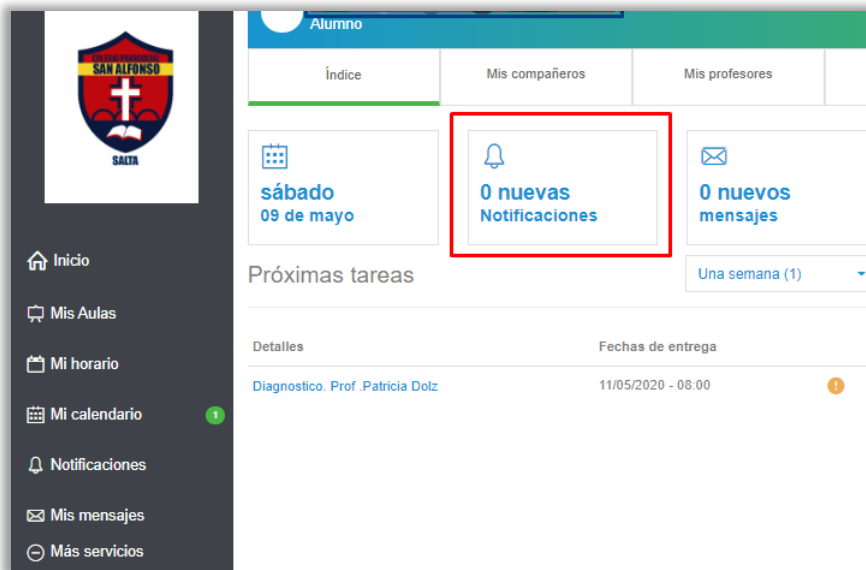 COLEGIO PARROQUIAL
SAN ALFONSO
SALTA
Inicio
Mis Aulas
Mi horario
Mi calendario
1
Notificaciones
Mis mensajes
Más servicios
Alumno
Índice
Mis compañeros
Mis profesores
sábado
09 de mayo
0 nuevas
Notificaciones
0 nuevos
mensajes
Próximas tareas
Una semana (1)
Detalles
Fechas de entrega
Diagnostico. Prof .Patricia Dolz
11/05/2020 - 08:00